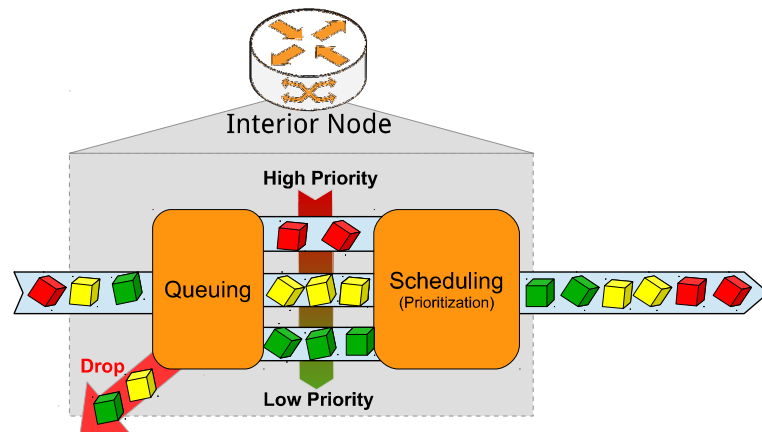 Interior Node
High Priority
Queuing
Scheduling
(Prioritization)
Drop
Low Priority